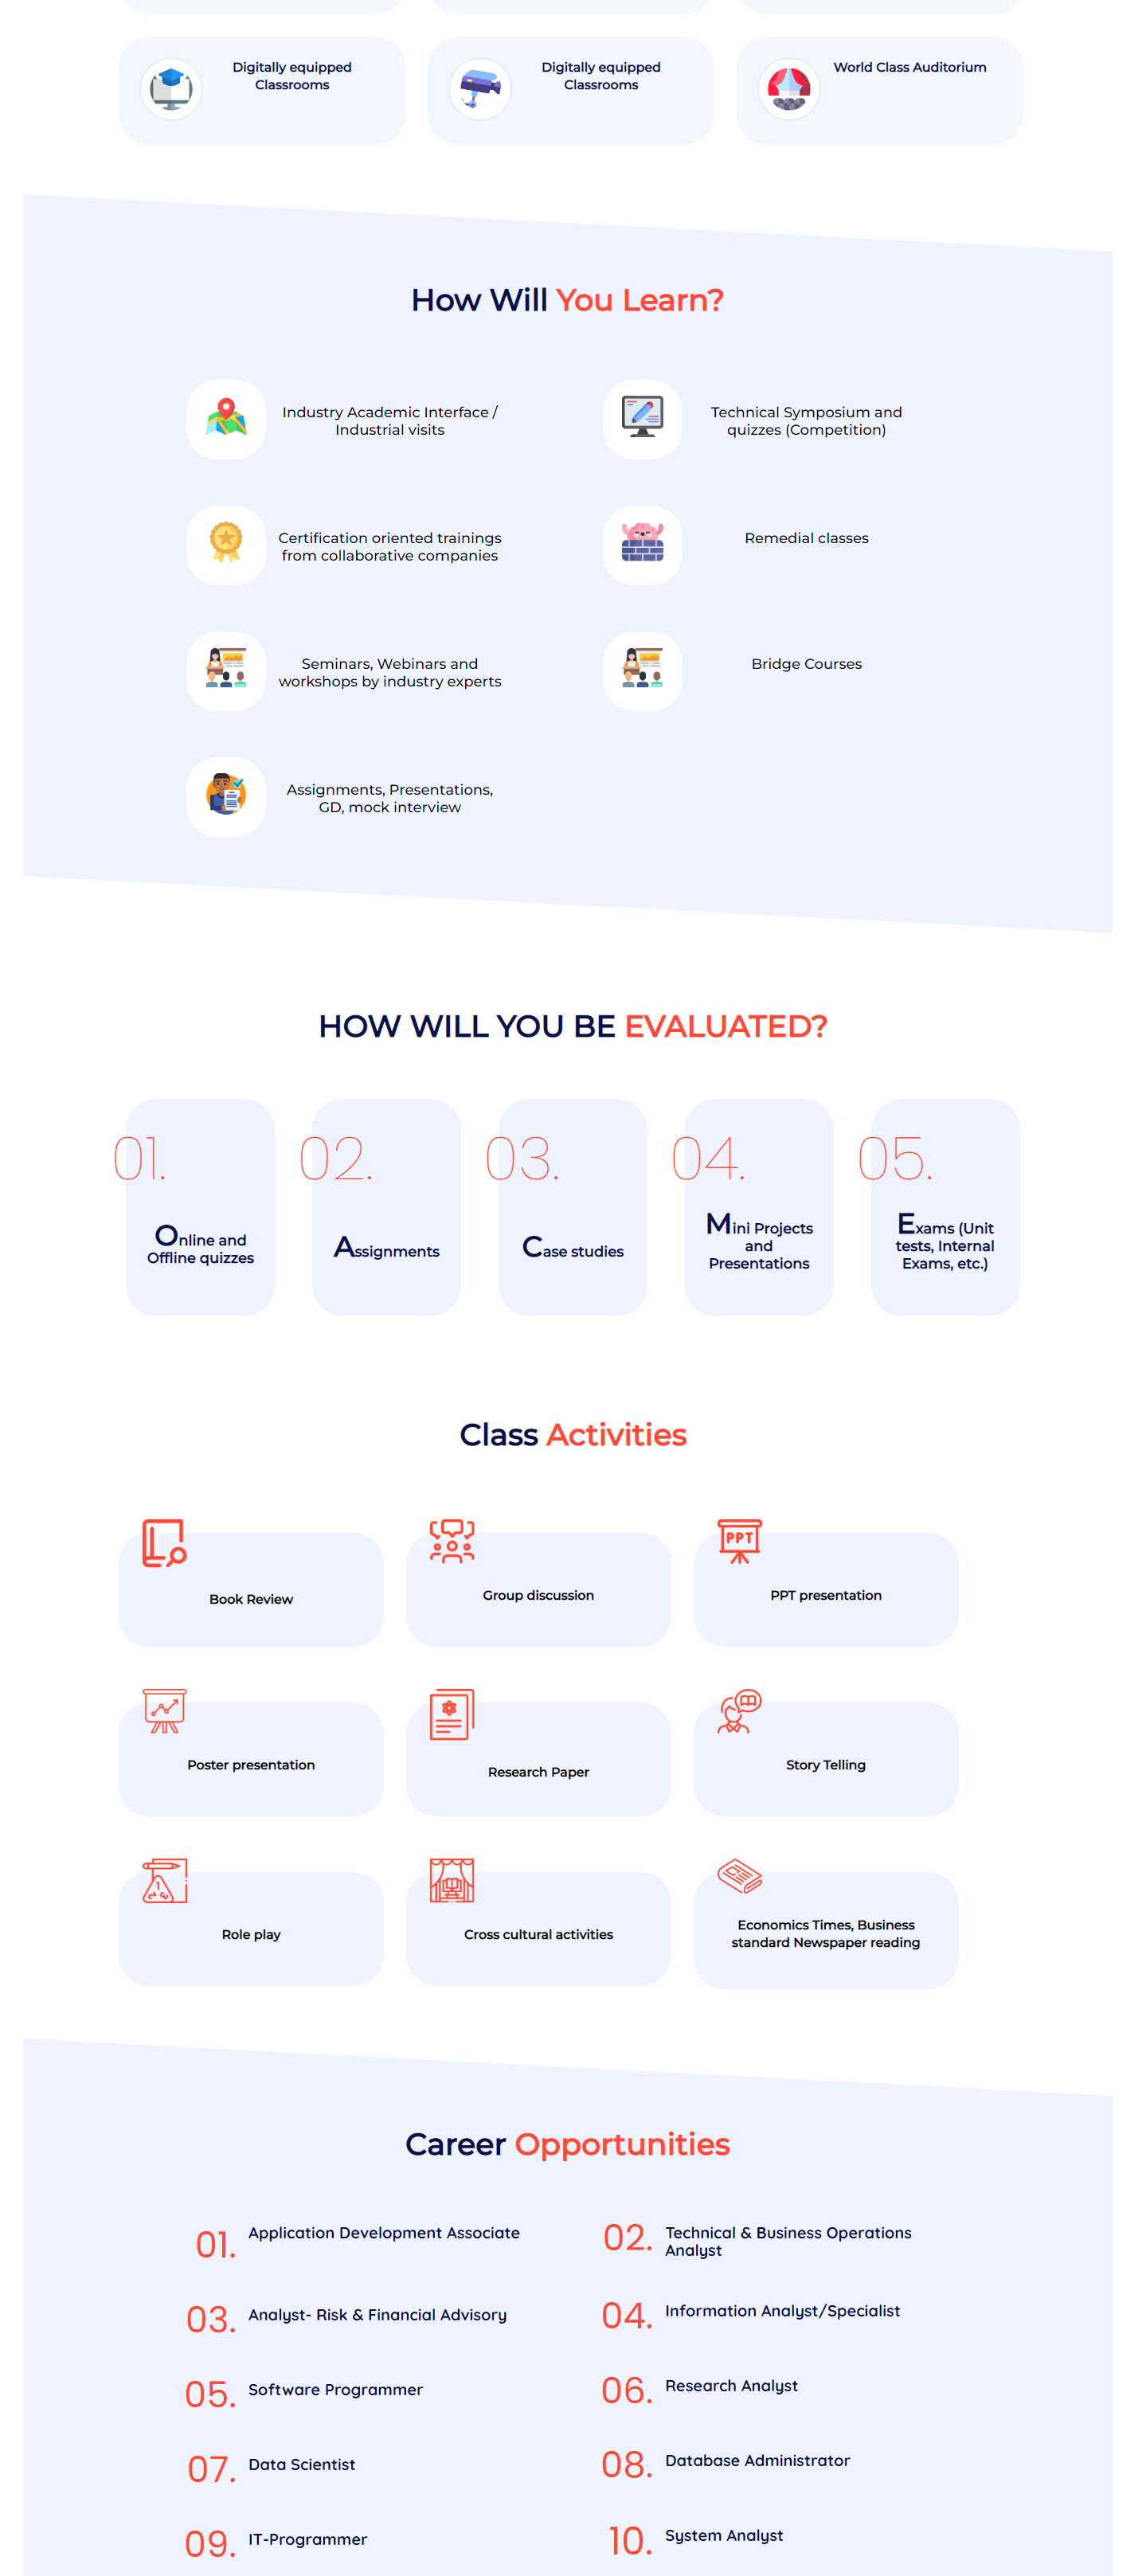 Digitally equipped
Classrooms
Digitally equipped
Classrooms
World Class Auditorium
How Will You Learn?
Industry Academic Interface /
Industrial visits
Technical Symposium and
quizzes (Competition)
Certification oriented trainings
from collaborative companies
Remedial classes
Seminars, Webinars and
workshops by industry experts
Bridge Courses
Assignments, Presentations,
GD, mock interview
HOW WILL YOU BE EVALUATED?
01.
Online and
Offline quizzes
02.
Assignments
03.
Case studies
04.
Mini Projects
and
Presentations
05.
Exams (Unit
tests, Internal
Exams, etc.)
Class Activities
Book Review
Group discussion
PPT
PPT presentation
Poster presentation
Research Paper
Story Telling
Role play
Cross cultural activities
Economics Times, Business
standard Newspaper reading
Career Opportunities
01. Application Development Associate
02. Technical & Business Operations
Analyst
03. Analyst- Risk & Financial Advisory
04. Information Analyst/Specialist
05. Software Programmer
06. Research Analyst
07. Data Scientist
08. Database Administrator
09. IT-Programmer
10. System Analyst